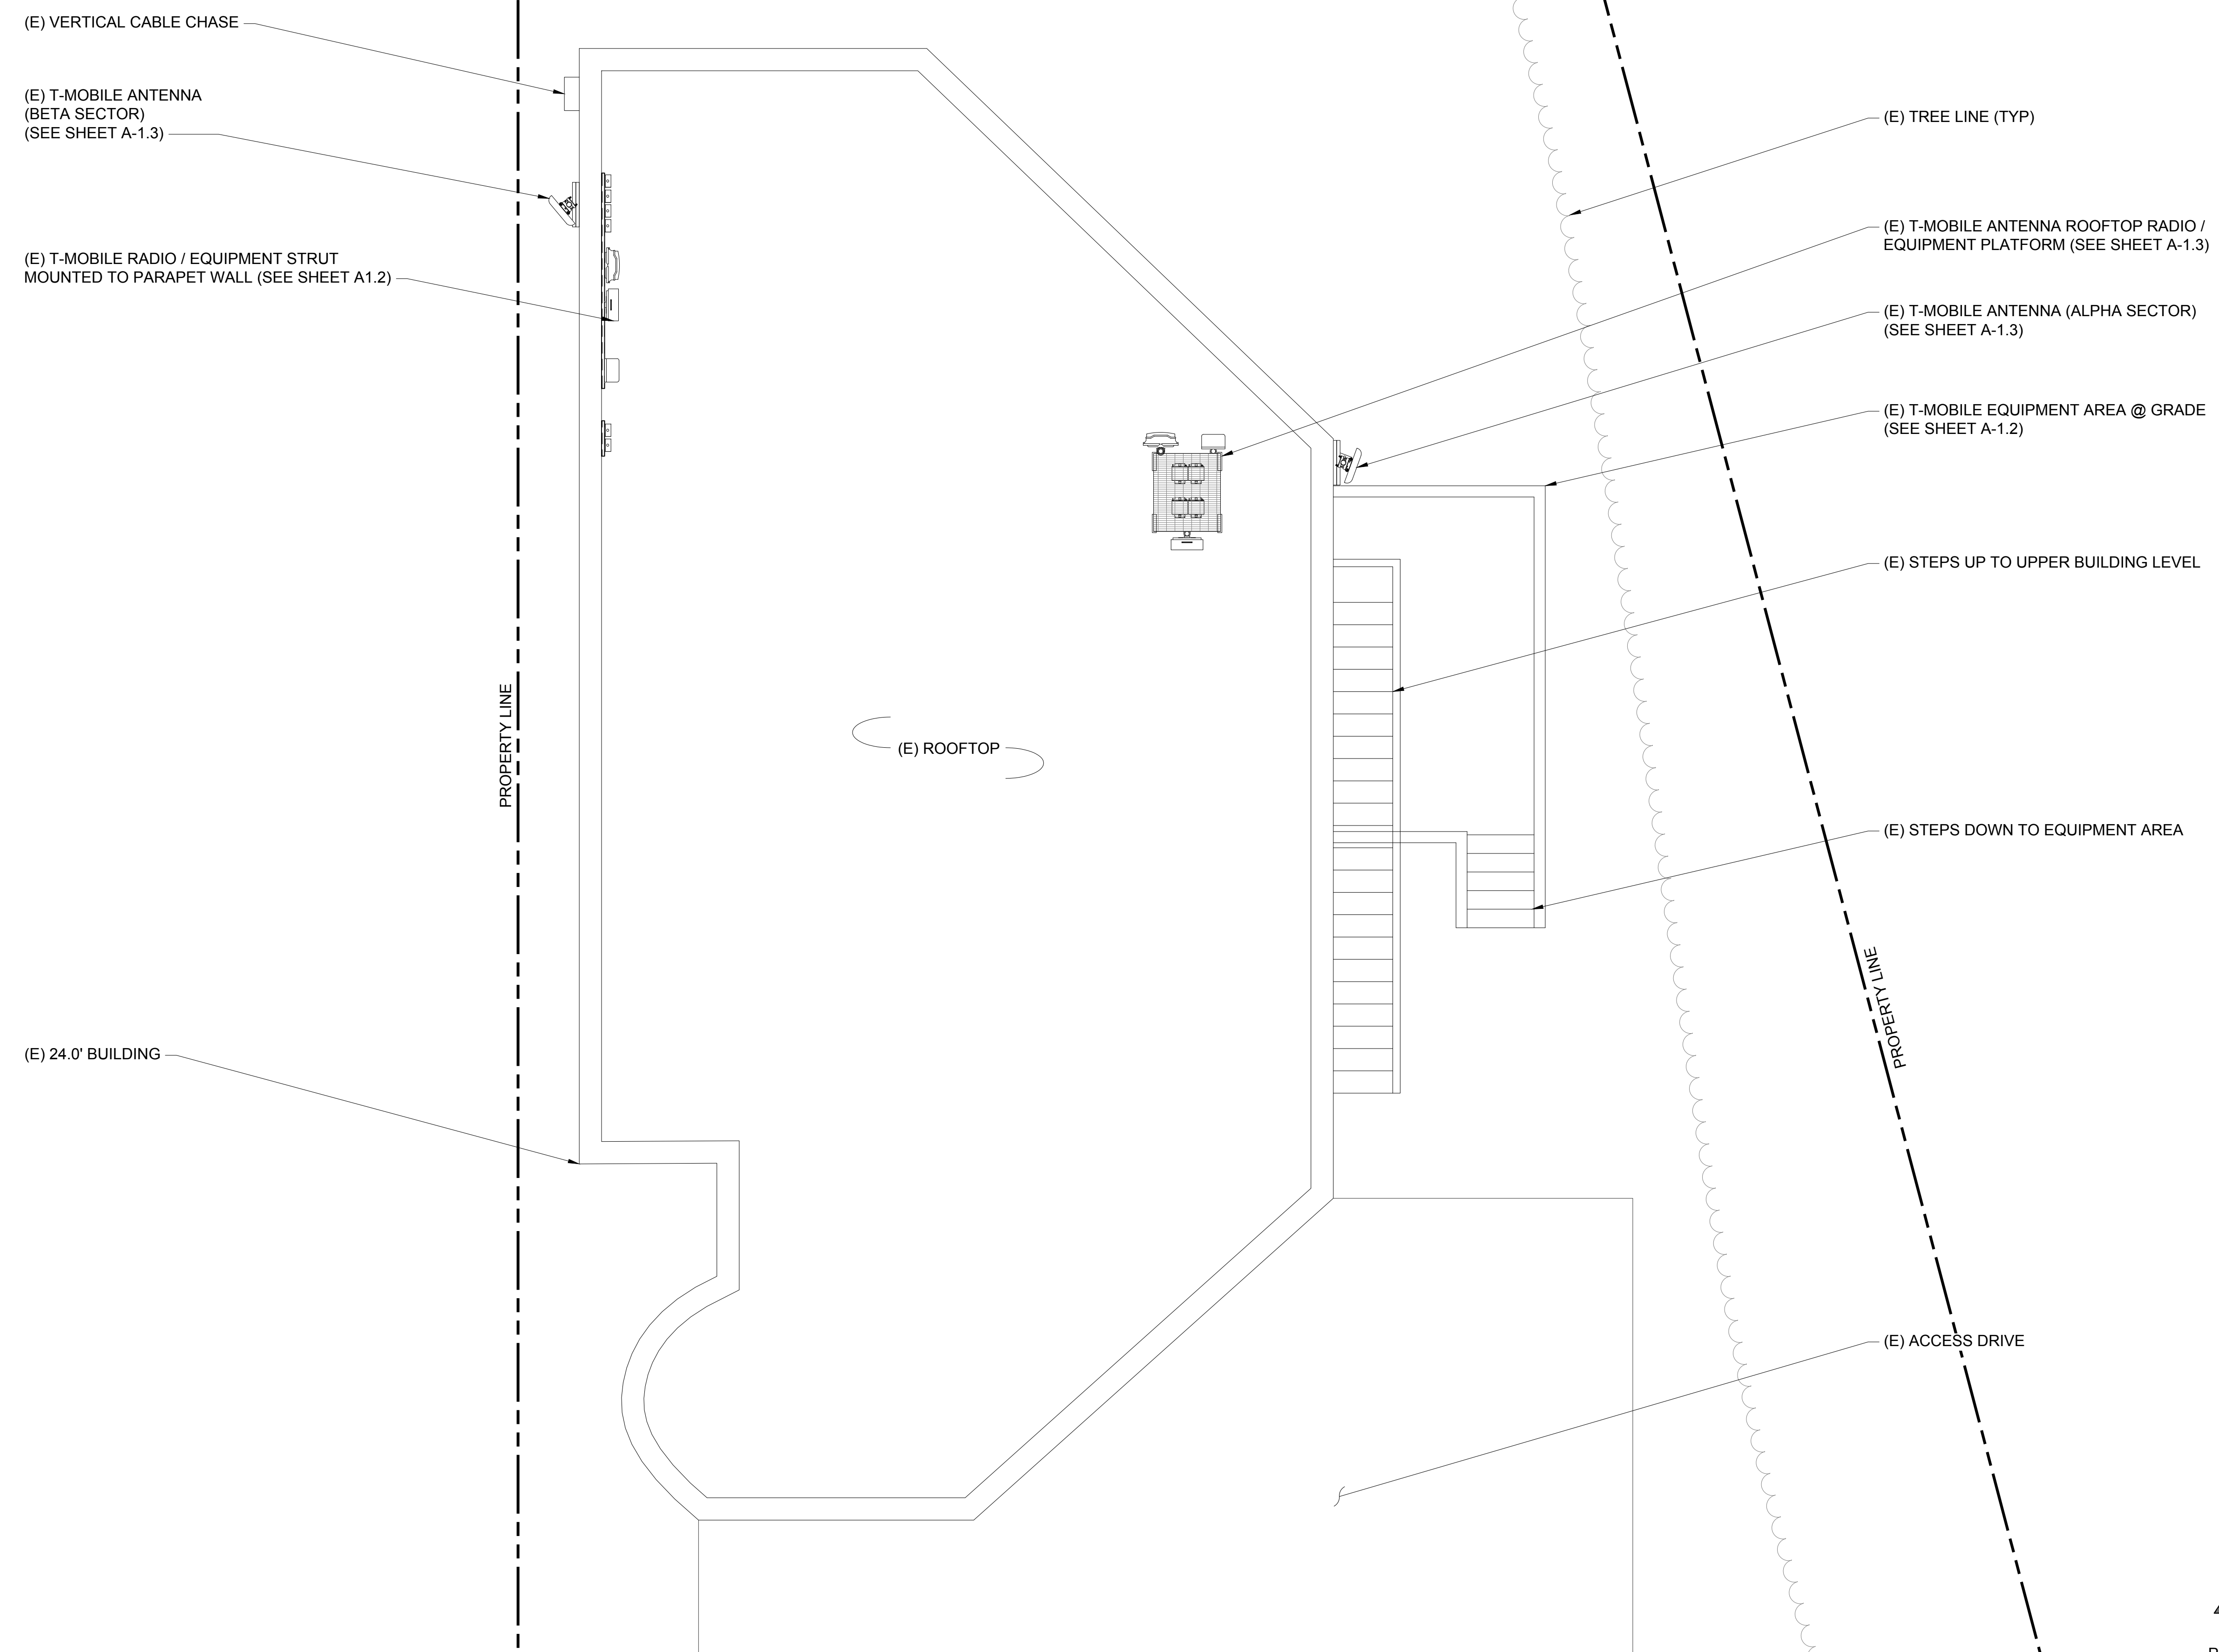 (E) VERTICAL CABLE CHASE
(E) T-MOBILE ANTENNA
(BETA SECTOR)
(SEE SHEET A-1.3)
(E) T-MOBILE RADIO / EQUIPMENT STRUT
MOUNTED TO PARAPET WALL (SEE SHEET A1.2)
PROPERTY LINE
(E) 24.0' BUILDING
(E) ROOFTOP
(E) TREE LINE (TYP)
(E) T-MOBILE ANTENNA ROOFTOP RADIO /
EQUIPMENT PLATFORM (SEE SHEET A-1.3)
(E) T-MOBILE ANTENNA (ALPHA SECTOR)
(SEE SHEET A-1.3)
(E) T-MOBILE EQUIPMENT AREA @ GRADE
(SEE SHEET A-1.2)
(E) STEPS UP TO UPPER BUILDING LEVEL
(E) STEPS DOWN TO EQUIPMENT AREA
PROPERTY LINE
(E) ACCESS DRIVE